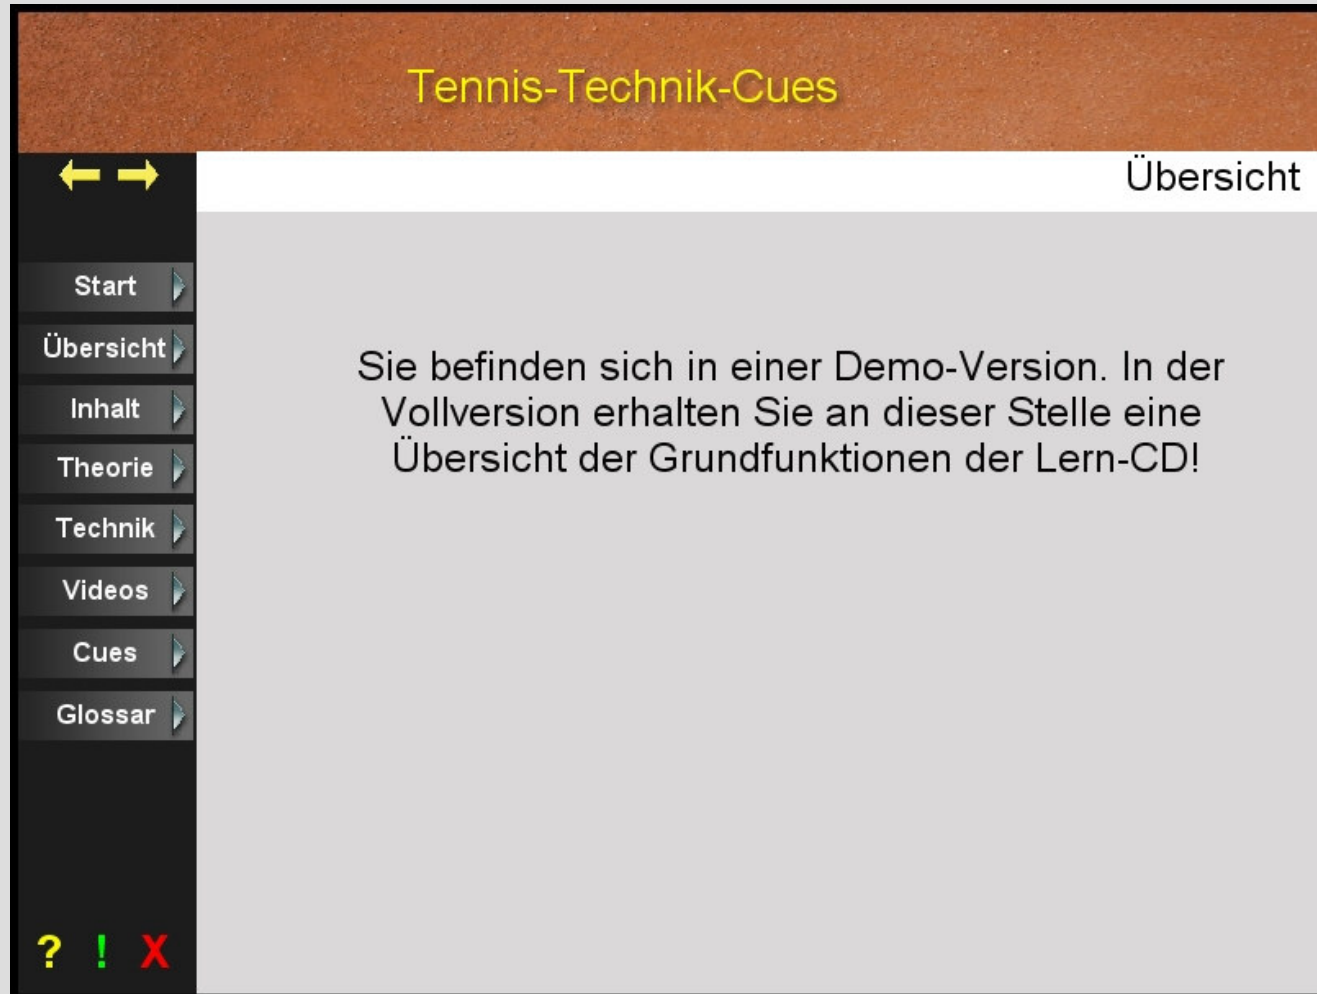 Tennis-Technik-Cues
Übersicht
Start
Übersicht
Inhalt
Theorie
Technik
Videos
Cues
Glossar
Sie befinden sich in einer Demo-Version. In der
Vollversion erhalten Sie an dieser Stelle eine
Übersicht der Grundfunktionen der Lern-CD!
? ! X